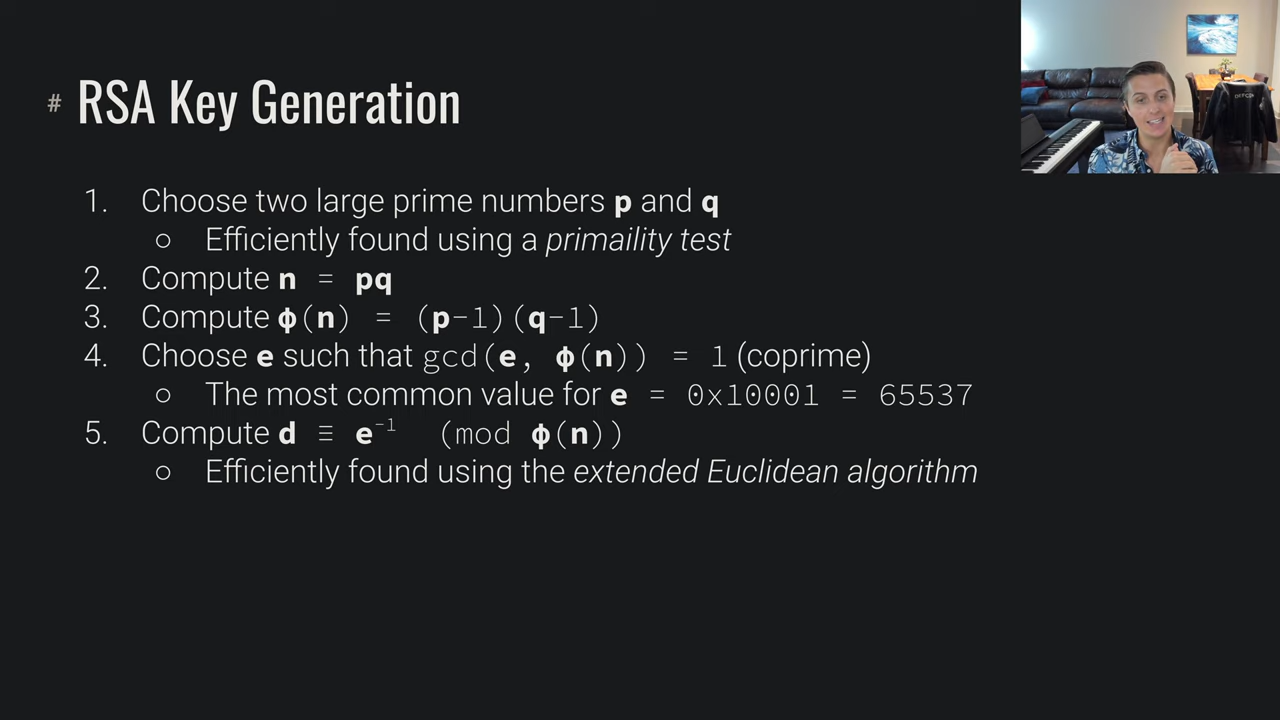 # RSA Key Generation
1. Choose two large prime numbers p and q
○ Efficiently found using a primaility test
2. Compute n = pq
3. Compute ϕ(n) = (p-1)(q-1)
4. Choose e such that gcd(e, ϕ(n)) = 1 (coprime)
○ The most common value for e = 0x10001 = 65537
5. Compute d ≡ e⁻¹ (mod ϕ(n))
○ Efficiently found using the extended Euclidean algorithm